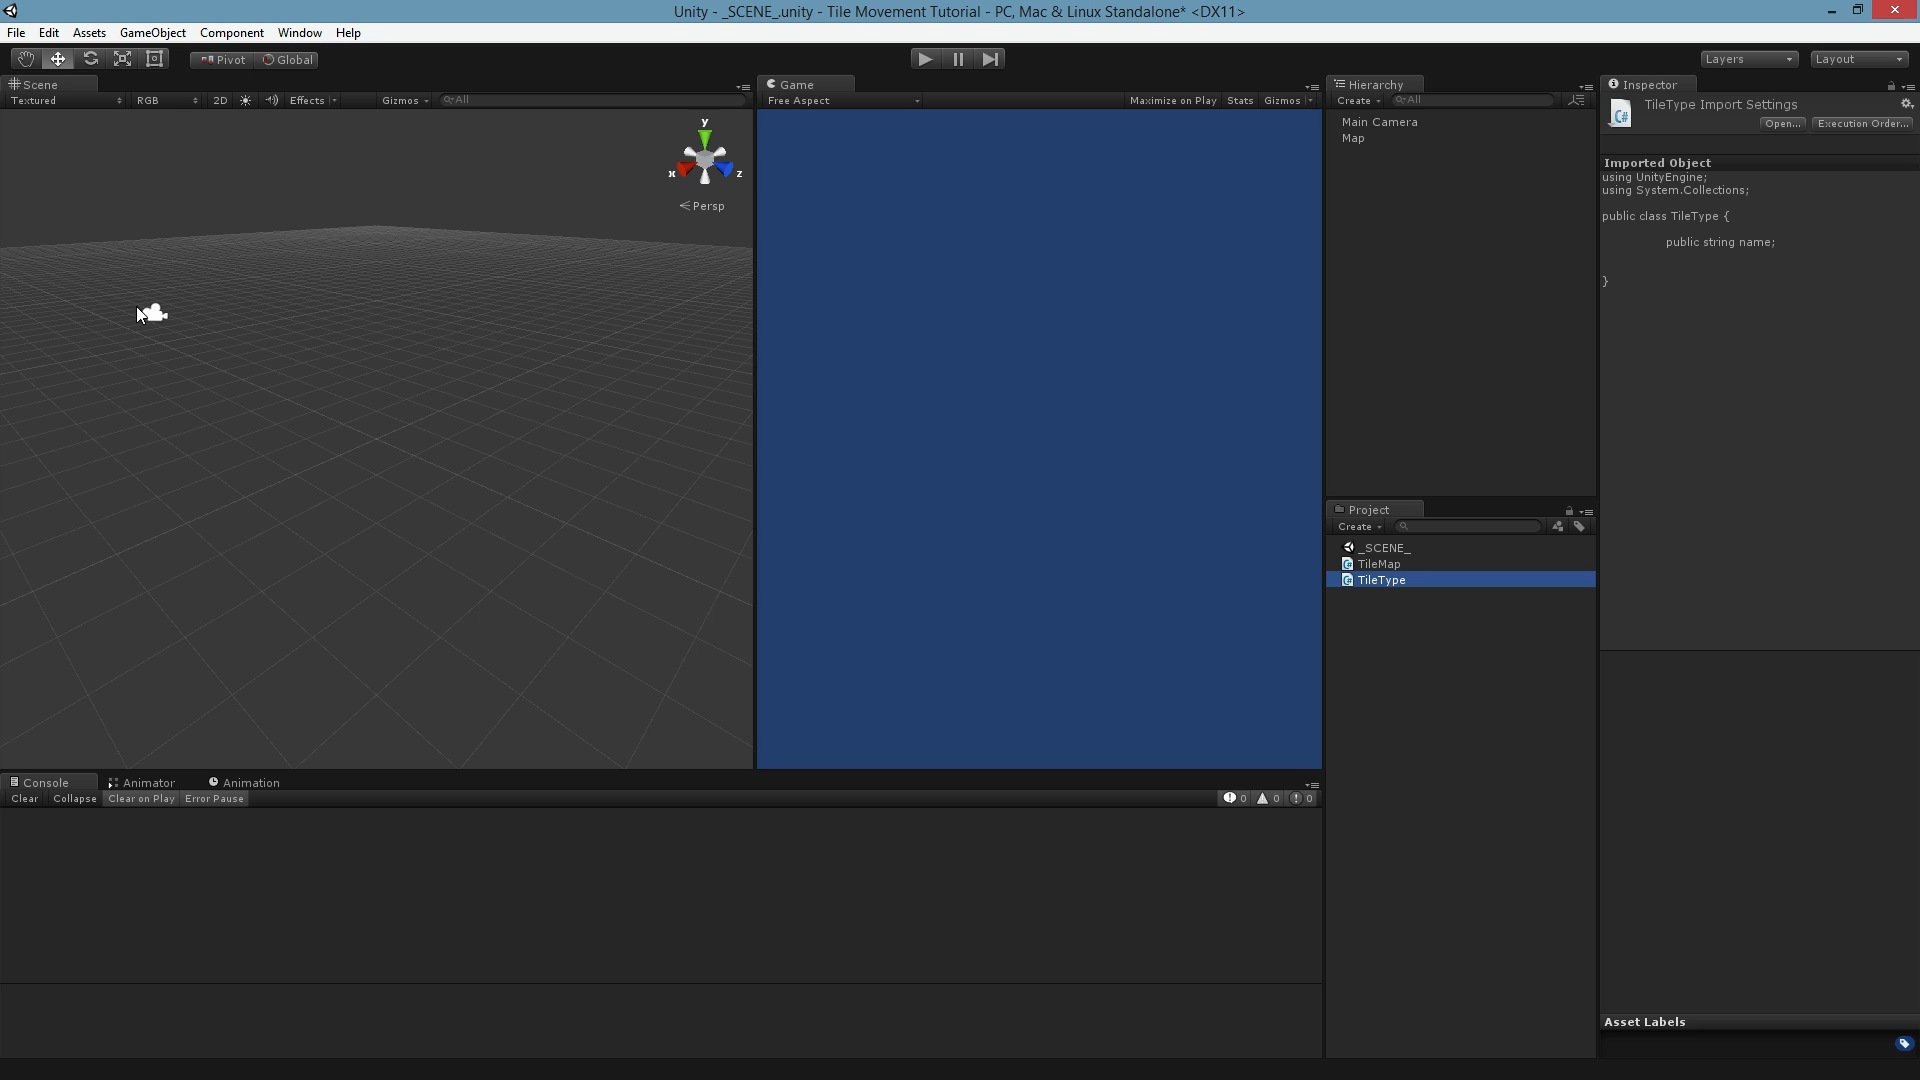 Unity - _SCENE_.unity - Tile Movement Tutorial - PC, Mac & Linux Standalone* <DX11>
File Edit Assets GameObject Component Window Help
Pivot Global Layers Layout
Scene
Textured RGB 2D Effects Gizmos All
y
x z
Persp
Game
Free Aspect Maximize on Play Stats Gizmos
Hierarchy
Create All
Main Camera
Map
Project
Create
_SCENE_
TileMap
TileType
Inspector
TileType Import Settings
Open... Execution Order...
Imported Object
using UnityEngine;
using System.Collections;
public class TileType {
public string name;
}
Console Animator Animation
Clear Collapse Clear on Play Error Pause 0 0 0
Asset Labels